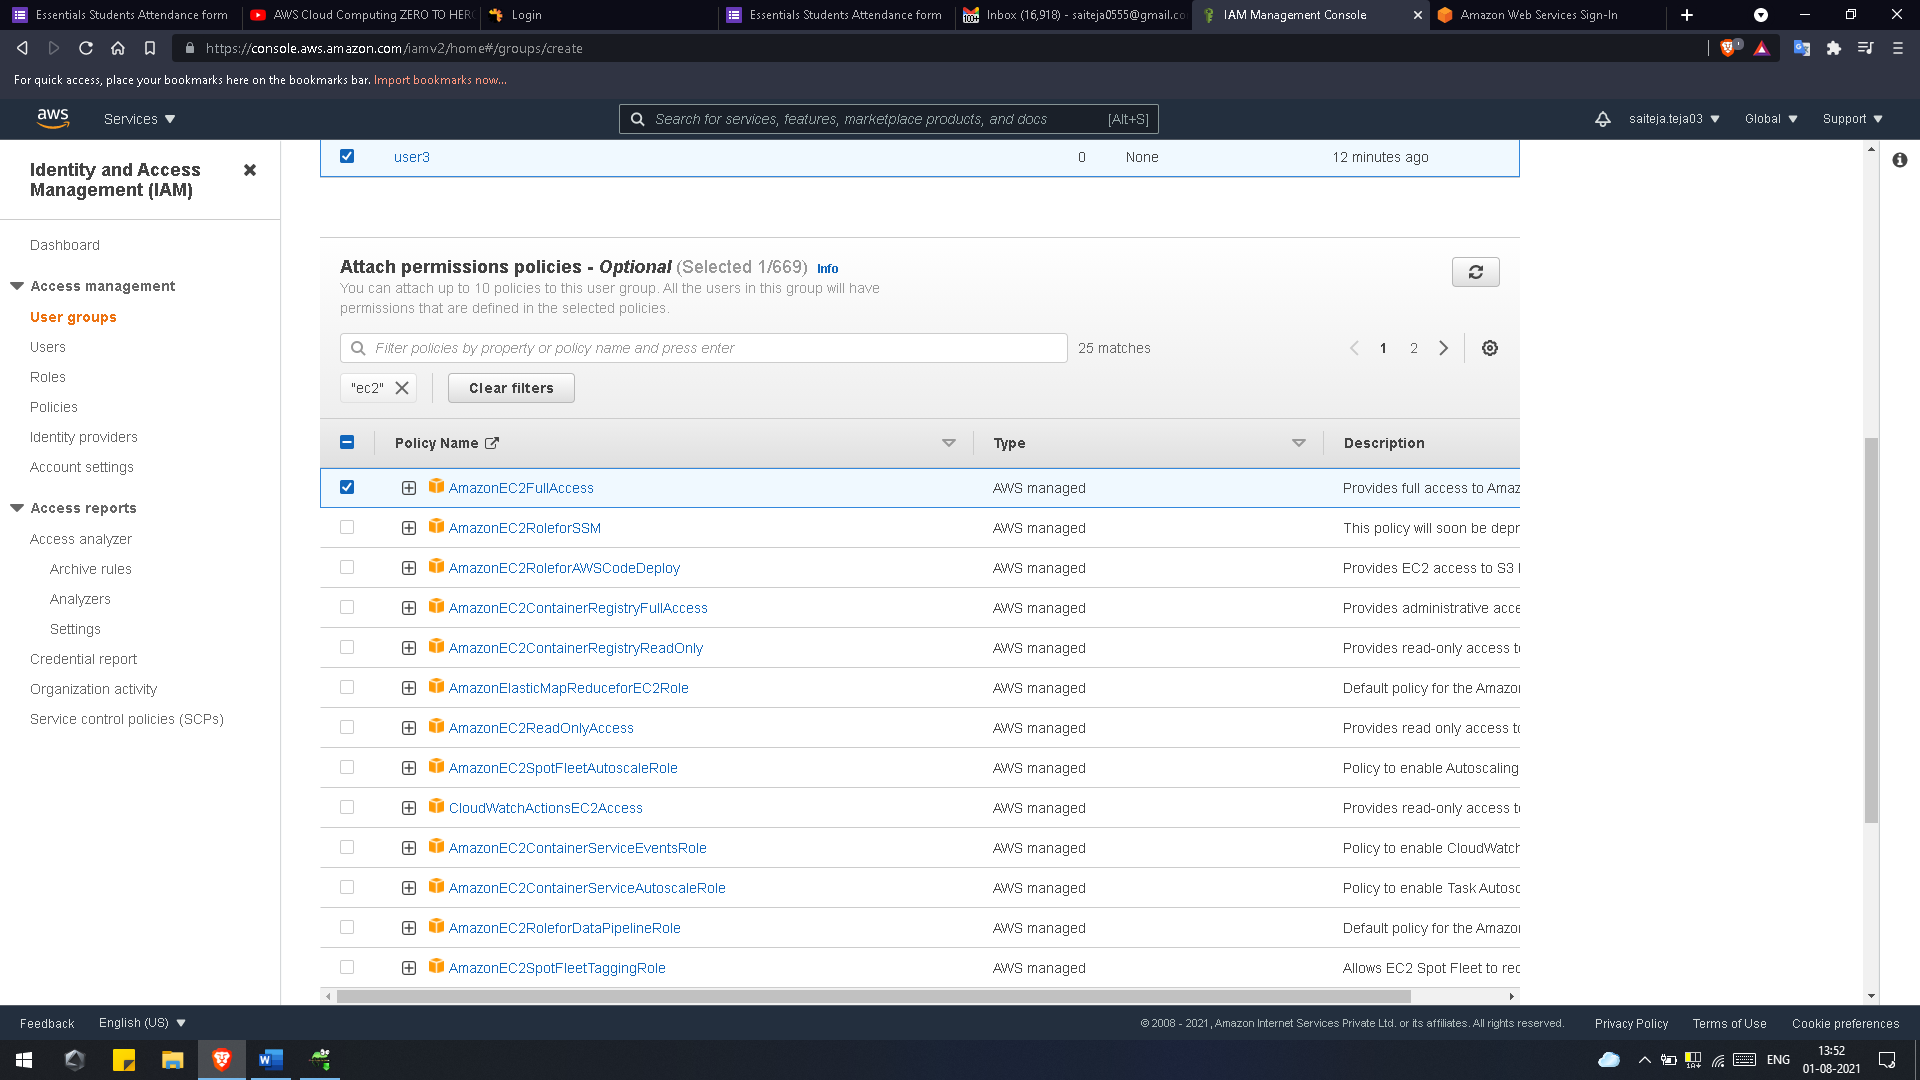 Essentials Students Attendance form
AWS Cloud Computing ZERO TO HER
Login
Essentials Students Attendance form
100+
Inbox (16,918) - saiteja0555@gmail.co
IAM Management Console
Amazon Web Services Sign-In
https://console.aws.amazon.com/iamv2/home#/groups/create
For quick access, place your bookmarks here on the bookmarks bar. Import bookmarks now...
aws
Services
Search for services, features, marketplace products, and docs [Alt+S]
saiteja.teja03
Global
Support
Identity and Access
Management (IAM)
Dashboard
Access management
User groups
Users
Roles
Policies
Identity providers
Account settings
Access reports
Access analyzer
Archive rules
Analyzers
Settings
Credential report
Organization activity
Service control policies (SCPs)
user3 0 None 12 minutes ago
Attach permissions policies - Optional (Selected 1/669) Info
You can attach up to 10 policies to this user group. All the users in this group will have
permissions that are defined in the selected policies.
Filter policies by property or policy name and press enter
25 matches
1 2
"ec2"
Clear filters
Policy Name Type Description
AmazonEC2FullAccess AWS managed Provides full access to Amaz
AmazonEC2RoleforSSM AWS managed This policy will soon be depr
AmazonEC2RoleforAWSCodeDeploy AWS managed Provides EC2 access to S3
AmazonEC2ContainerRegistryFullAccess AWS managed Provides administrative acce
AmazonEC2ContainerRegistryReadOnly AWS managed Provides read-only access to
AmazonElasticMapReduceforEC2Role AWS managed Default policy for the Amazon
AmazonEC2ReadOnlyAccess AWS managed Provides read only access to
AmazonEC2SpotFleetAutoscaleRole AWS managed Policy to enable Autoscaling
CloudWatchActionsEC2Access AWS managed Provides read-only access to
AmazonEC2ContainerServiceEventsRole AWS managed Policy to enable CloudWatch
AmazonEC2ContainerServiceAutoscaleRole AWS managed Policy to enable Task Autosc
AmazonEC2RoleforDataPipelineRole AWS managed Default policy for the Amazon
AmazonEC2SpotFleetTaggingRole AWS managed Allows EC2 Spot Fleet to rec
Feedback
English (US)
© 2008 - 2021, Amazon Internet Services Private Ltd. or its affiliates. All rights reserved.
Privacy Policy
Terms of Use
Cookie preferences
ENG
13:52
01-08-2021